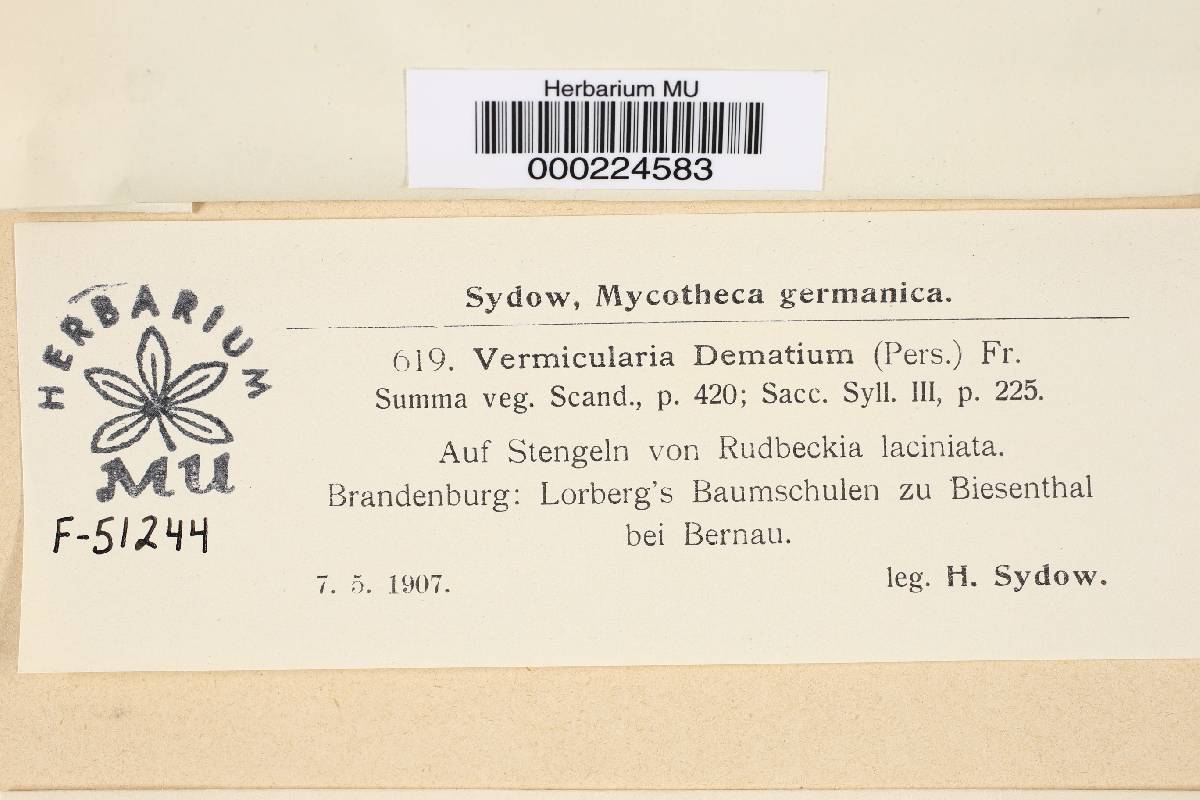 Herbarium MU
000224583
Sydow, Mycotheca germanica.
HERBARIUM
MU
F-51244
619. Vermicularia Dematium (Pers.) Fr.
Summa veg. Scand., p. 420; Sacc. Syll. III, p. 225.
Auf Stengeln von Rudbeckia laciniata.
Brandenburg: Lorberg's Baumschulen zu Biesenthal
bei Bernau.
7. 5. 1907.
leg. H. Sydow.